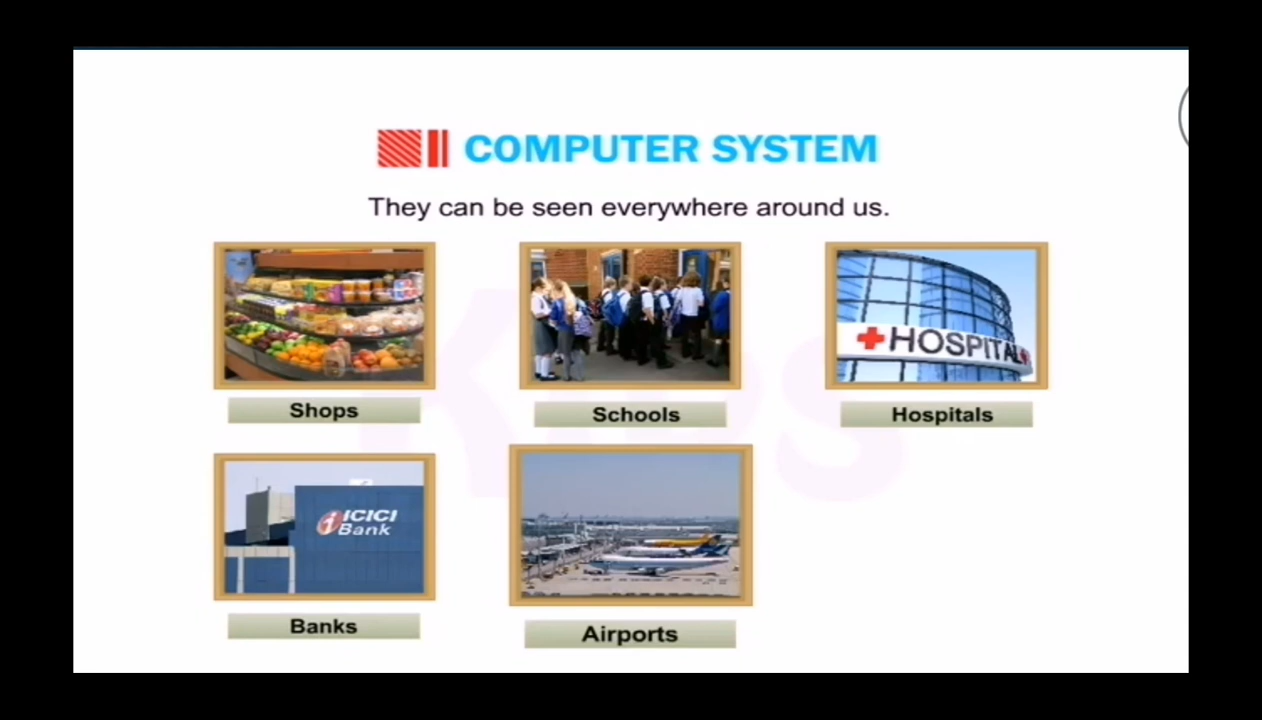 COMPUTER SYSTEM
They can be seen everywhere around us.
HOSPITAL
Shops
Schools
Hospitals
ICICI
Bank
Banks
Airports